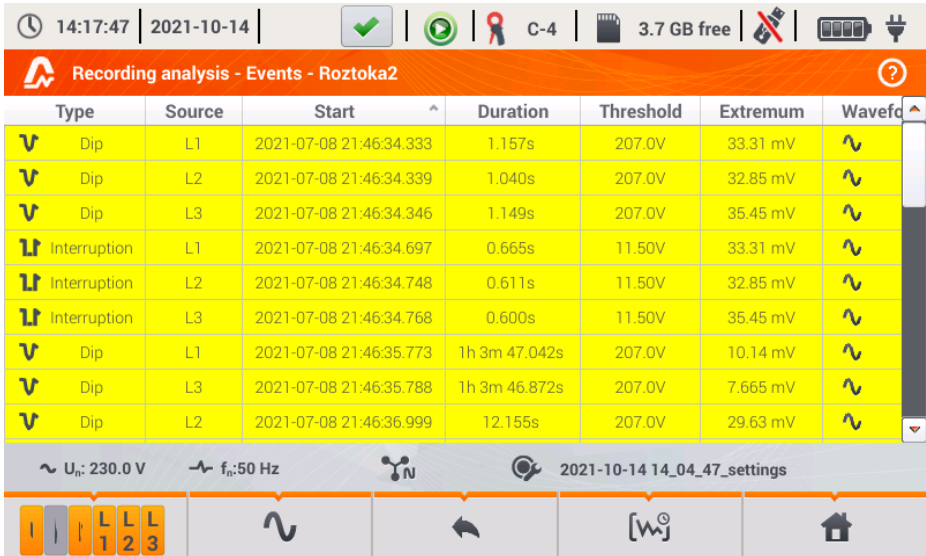 14:17:47 2021-10-14 C-4 3.7 GB free
Recording analysis - Events - Roztoka2 ?
Type Source Start Duration Threshold Extremum Wavefo
Dip L1 2021-07-08 21:46:34.333 1.157s 207.0V 33.31 mV
Dip L2 2021-07-08 21:46:34.339 1.040s 207.0V 32.85 mV
Dip L3 2021-07-08 21:46:34.346 1.149s 207.0V 35.45 mV
Interruption L1 2021-07-08 21:46:34.697 0.665s 11.50V 33.31 mV
Interruption L2 2021-07-08 21:46:34.748 0.611s 11.50V 32.85 mV
Interruption L3 2021-07-08 21:46:34.768 0.600s 11.50V 35.45 mV
Dip L1 2021-07-08 21:46:35.773 1h 3m 47.042s 207.0V 10.14 mV
Dip L3 2021-07-08 21:46:35.788 1h 3m 46.872s 207.0V 7.665 mV
Dip L2 2021-07-08 21:46:36.999 12.155s 207.0V 29.63 mV
Un: 230.0 V fn:50 Hz N 2021-10-14 14_04_47_settings
L L L
1 2 3